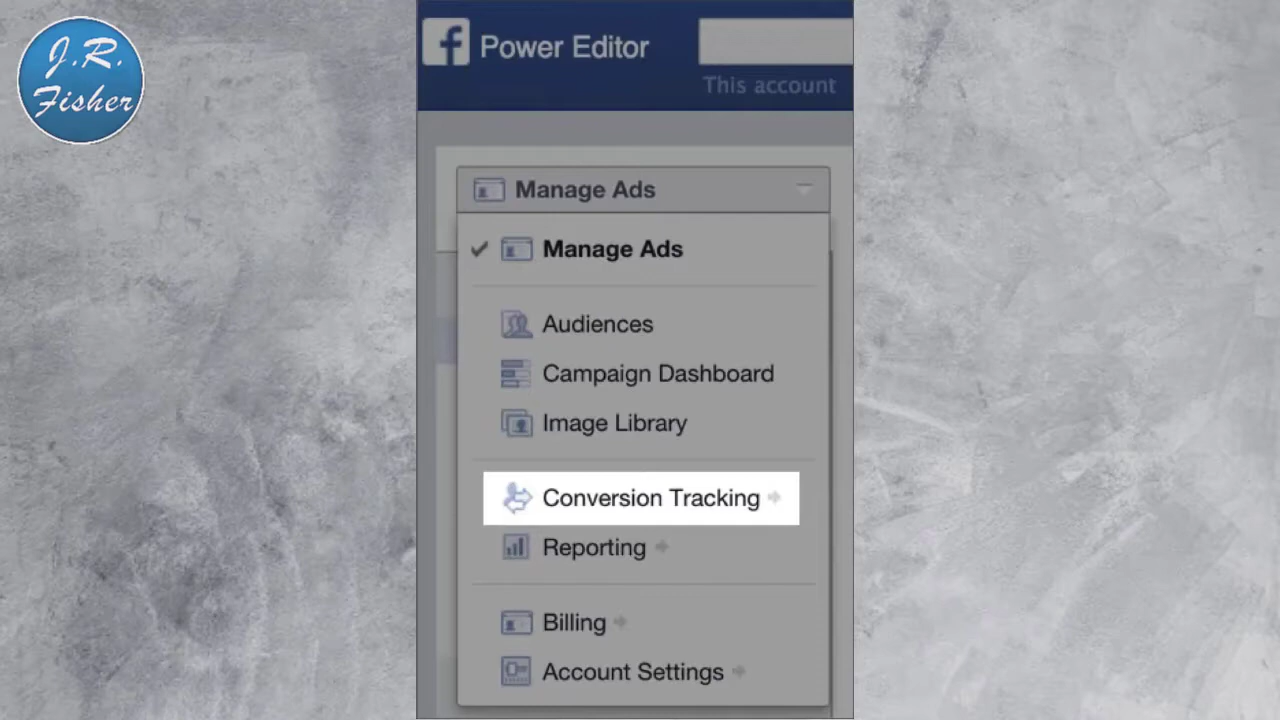 J.R.
Fisher
Power Editor
This account
Manage Ads
Manage Ads
Audiences
Campaign Dashboard
Image Library
Conversion Tracking
Reporting
Billing
Account Settings